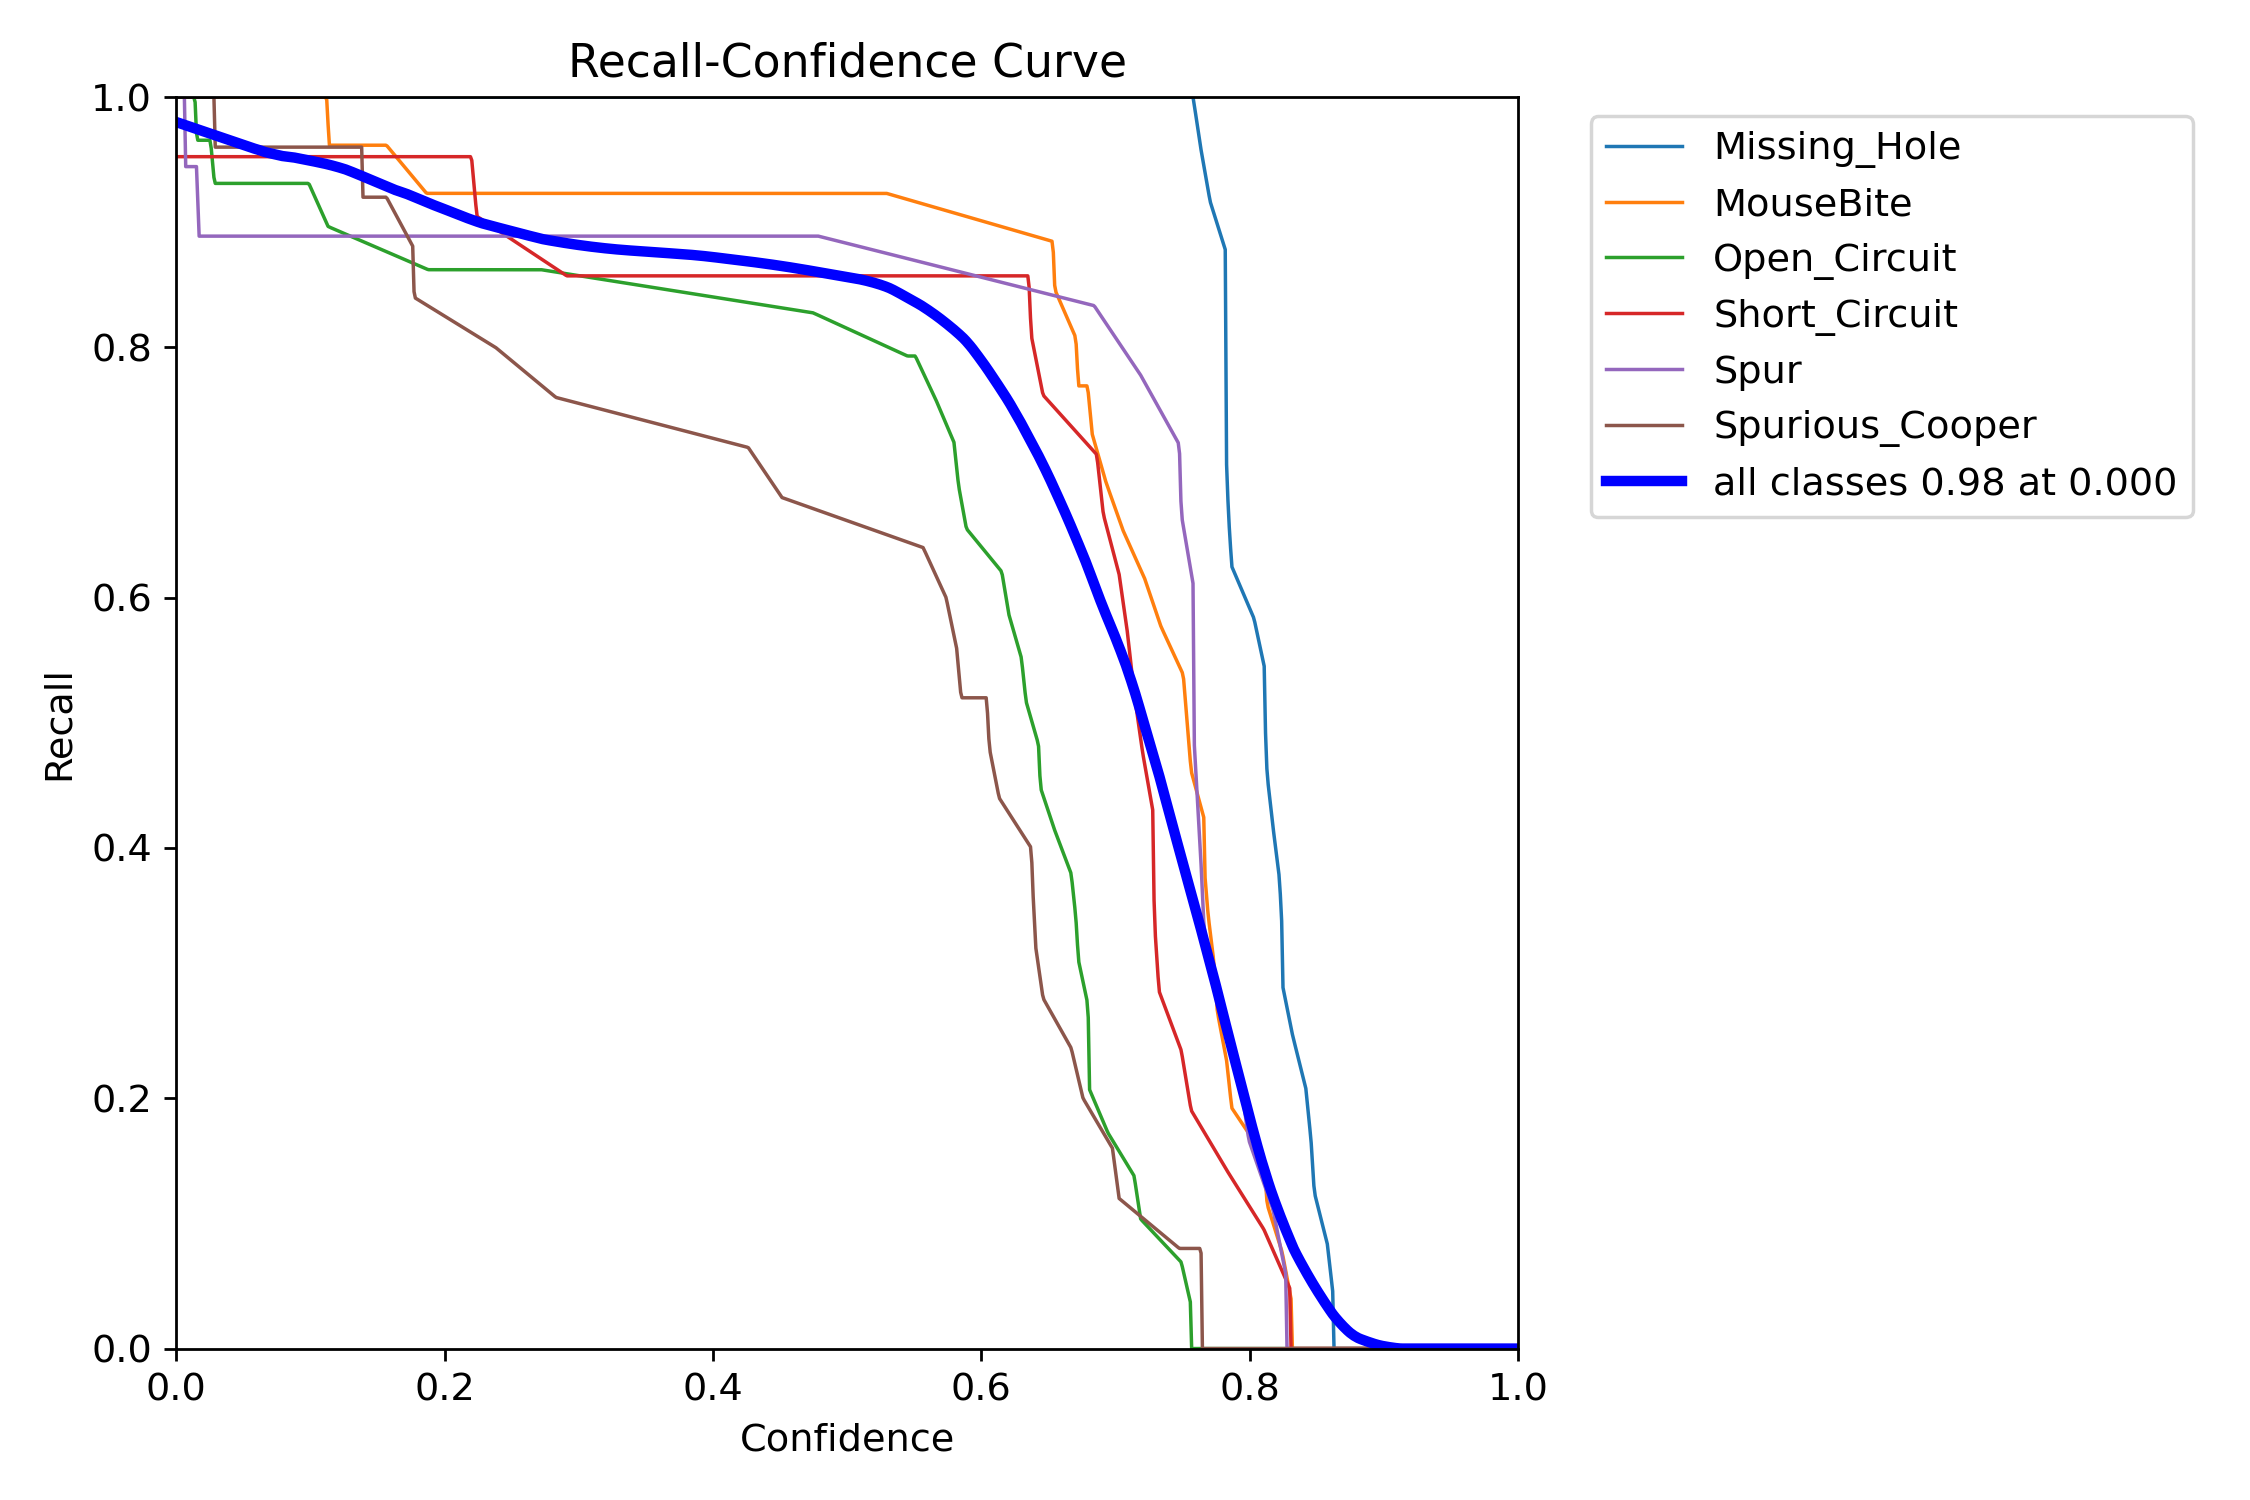 Recall-Confidence Curve
1.0
0.8
0.6
0.4
0.2
0.0
Recall
0.0 0.2 0.4 0.6 0.8 1.0
Confidence
Missing_Hole
MouseBite
Open_Circuit
Short_Circuit
Spur
Spurious_Cooper
all classes 0.98 at 0.000